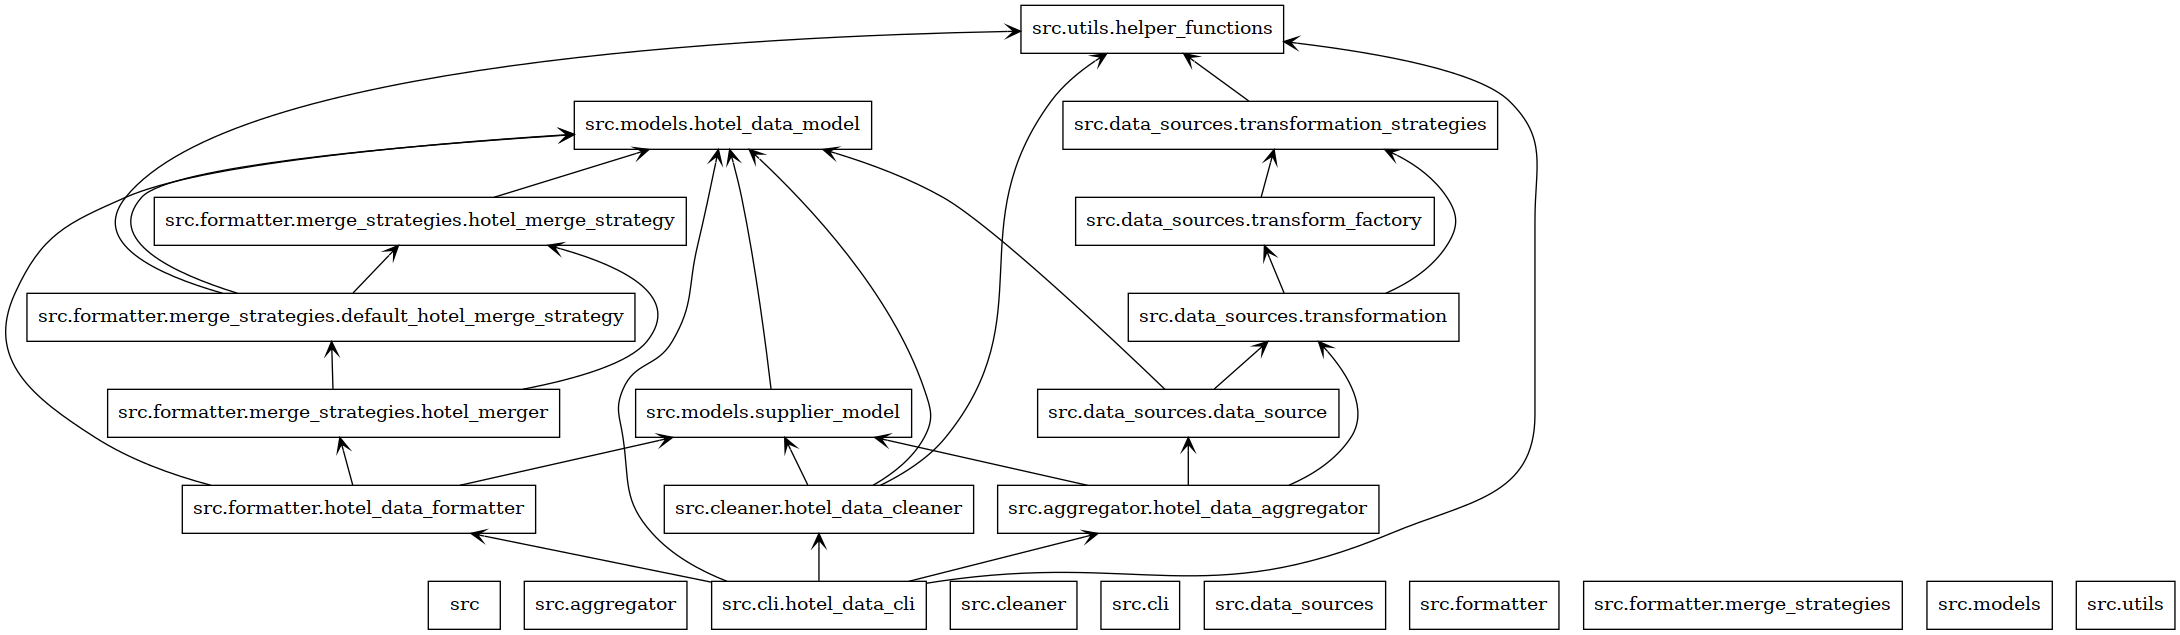 src.utils.helper_functions
src.models.hotel_data_model
src.data_sources.transformation_strategies
src.formatter.merge_strategies.hotel_merge_strategy
src.data_sources.transform_factory
src.formatter.merge_strategies.default_hotel_merge_strategy
src.data_sources.transformation
src.formatter.merge_strategies.hotel_merger
src.models.supplier_model
src.data_sources.data_source
src.formatter.hotel_data_formatter
src.cleaner.hotel_data_cleaner
src.aggregator.hotel_data_aggregator
src
src.aggregator
src.cli.hotel_data_cli
src.cleaner
src.cli
src.data_sources
src.formatter
src.formatter.merge_strategies
src.models
src.utils